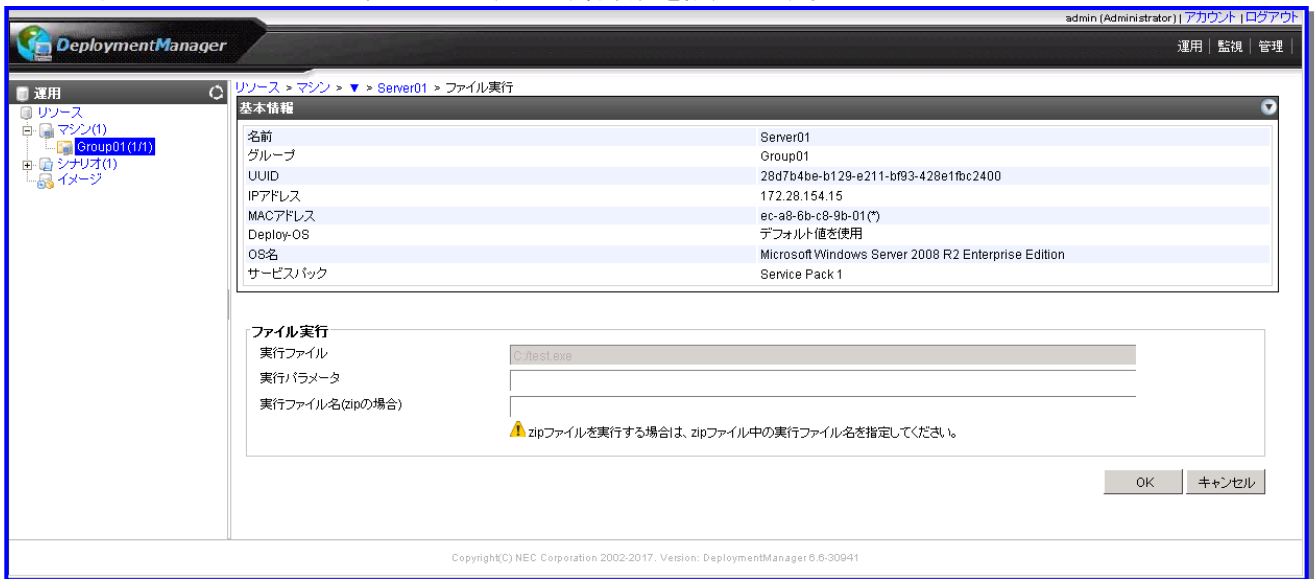 admin (Administrator) | アカウント | ログアウト
DeploymentManager
運用 | 監視 | 管理 |
運用
リソース > マシン > ▼ > Server01 > ファイル実行
リソース
マシン(1)
Group01(1/1)
シナリオ(1)
イメージ
基本情報
名前 Server01
グループ Group01
UUID 28d7b4be-b129-e211-bf93-428e1fbc2400
IPアドレス 172.28.154.15
MACアドレス ec-a8-6b-c8-9b-01(*)
Deploy-OS デフォルト値を使用
OS名 Microsoft Windows Server 2008 R2 Enterprise Edition
サービスパック Service Pack 1
ファイル実行
実行ファイル C:/test.exe
実行パラメータ
実行ファイル名(zipの場合)
zipファイルを実行する場合は、zipファイル中の実行ファイル名を指定してください。
OK キャンセル
Copyright(C) NEC Corporation 2002-2017. Version: DeploymentManager 6.6-30941